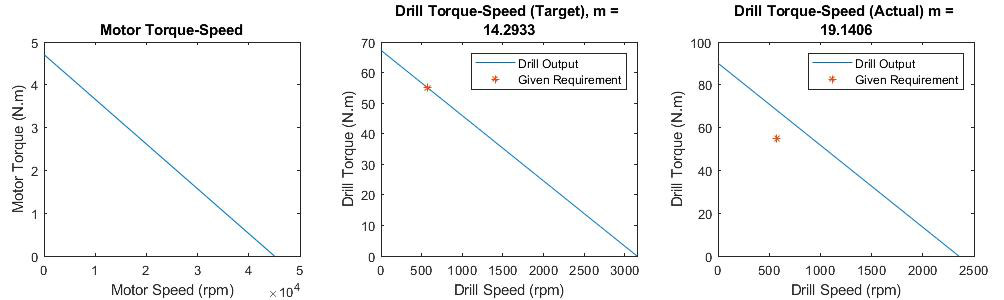 Motor Torque-Speed
5
4
3
2
1
0
0 1 2 3 4 5
×10⁴
Motor Torque (N.m)
Motor Speed (rpm)
Drill Torque-Speed (Target), m =
14.2933
70
60
50
40
30
20
10
0
0 500 1000 1500 2000 2500 3000
Drill Torque (N.m)
Drill Speed (rpm)
Drill Output
Given Requirement
Drill Torque-Speed (Actual) m =
19.1406
100
80
60
40
20
0
0 500 1000 1500 2000 2500
Drill Torque (N.m)
Drill Speed (rpm)
Drill Output
Given Requirement